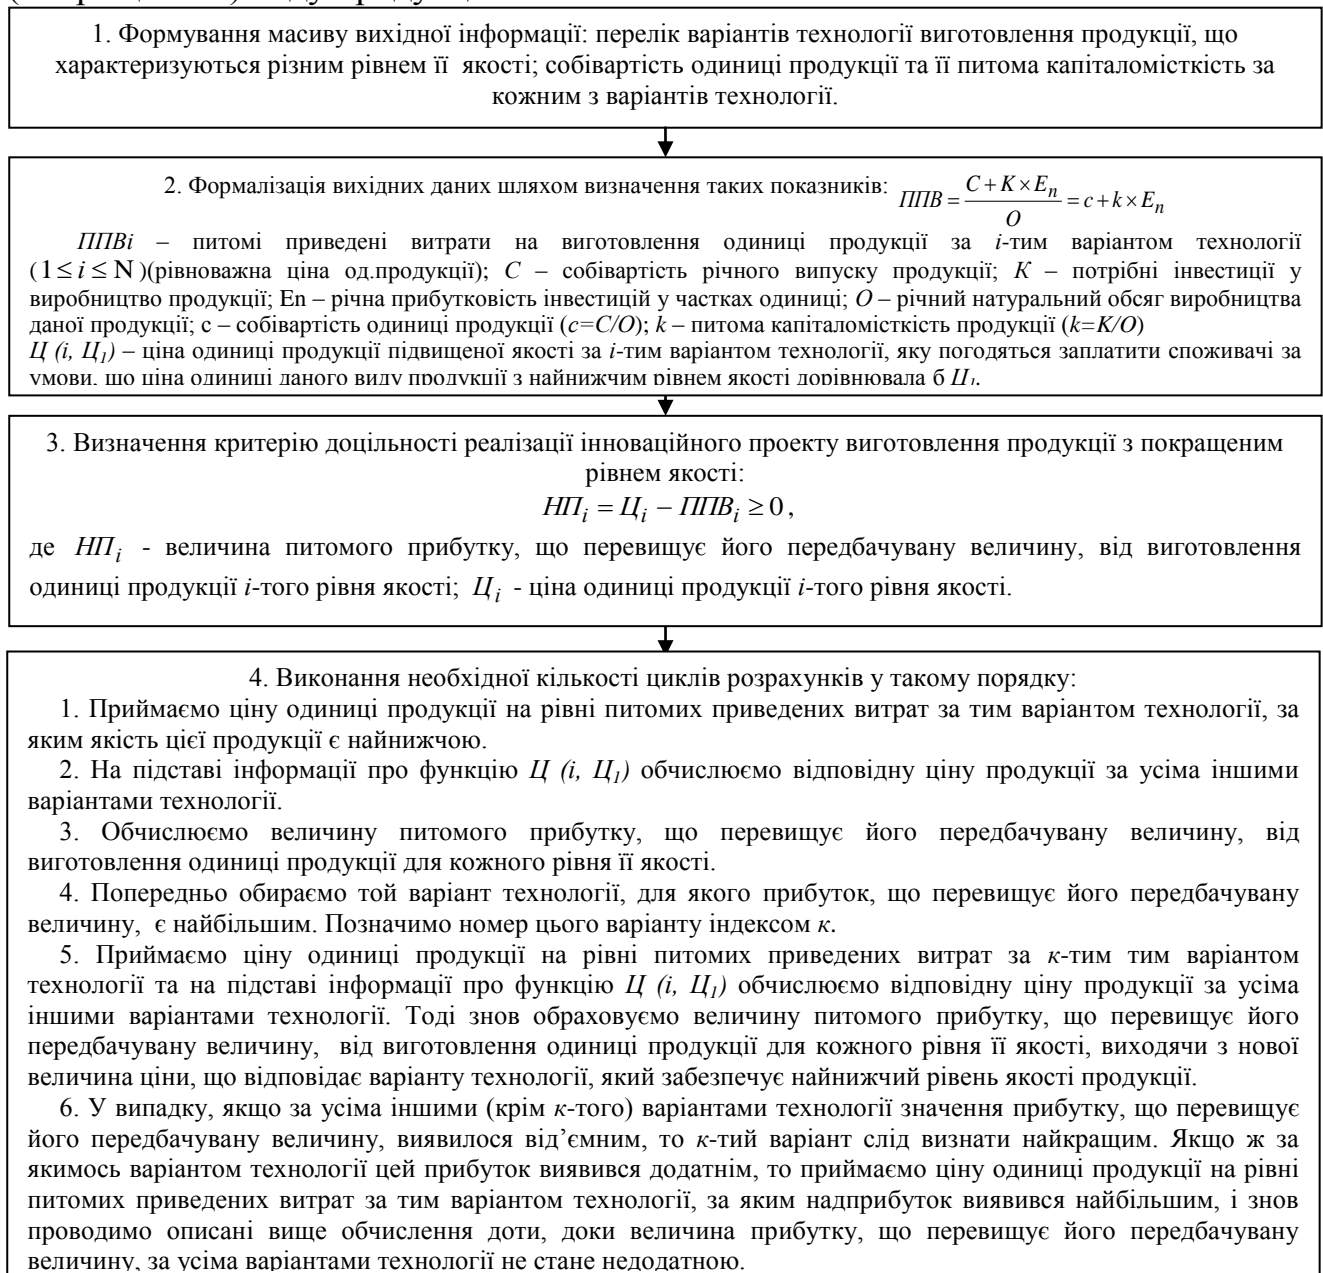 1. Формування масиву вихідної інформації: перелік варіантів технології виготовлення продукції, що
характеризуються різним рівнем її якості; собівартість одиниці продукції та її питома капіталомісткість за
кожним з варіантів технології.
2. Формалізація вихідних даних шляхом визначення таких показників: ППВ = (C + K × E_n) / O = c + k × E_n
ППВi – питомі приведені витрати на виготовлення одиниці продукції за i-тим варіантом технології
(1 ≤ i ≤ N)(рівноважна ціна од.продукції); С – собівартість річного випуску продукції; К – потрібні інвестиції у
виробництво продукції; En – річна прибутковість інвестицій у частках одиниці; О – річний натуральний обсяг виробництва
даної продукції; с – собівартість одиниці продукції (c=C/O); k – питома капіталомісткість продукції (k=K/O)
Ц (i, Ц₁) – ціна одиниці продукції підвищеної якості за i-тим варіантом технології, яку погодяться заплатити споживачі за
умови, що ціна одиниці даного виду продукції з найнижчим рівнем якості дорівнювала б Ц₁.
3. Визначення критерію доцільності реалізації інноваційного проекту виготовлення продукції з покращеним
рівнем якості:
НП_i = Ц_i − ППВ_i ≥ 0,
де НП_i - величина питомого прибутку, що перевищує його передбачувану величину, від виготовлення
одиниці продукції i-того рівня якості; Ц_i - ціна одиниці продукції i-того рівня якості.
4. Виконання необхідної кількості циклів розрахунків у такому порядку:
1. Приймаємо ціну одиниці продукції на рівні питомих приведених витрат за тим варіантом технології, за
яким якість цієї продукції є найнижчою.
2. На підставі інформації про функцію Ц (i, Ц₁) обчислюємо відповідну ціну продукції за усіма іншими
варіантами технології.
3. Обчислюємо величину питомого прибутку, що перевищує його передбачувану величину, від
виготовлення одиниці продукції для кожного рівня її якості.
4. Попередньо обираємо той варіант технології, для якого прибуток, що перевищує його передбачувану
величину, є найбільшим. Позначимо номер цього варіанту індексом к.
5. Приймаємо ціну одиниці продукції на рівні питомих приведених витрат за к-тим тим варіантом
технології та на підставі інформації про функцію Ц (i, Ц₁) обчислюємо відповідну ціну продукції за усіма
іншими варіантами технології. Тоді знов обраховуємо величину питомого прибутку, що перевищує його
передбачувану величину, від виготовлення одиниці продукції для кожного рівня її якості, виходячи з нової
величина ціни, що відповідає варіанту технології, який забезпечує найнижчий рівень якості продукції.
6. У випадку, якщо за усіма іншими (крім к-того) варіантами технології значення прибутку, що перевищує
його передбачувану величину, виявилося від’ємним, то к-тий варіант слід визнати найкращим. Якщо ж за
якимось варіантом технології цей прибуток виявився додатнім, то приймаємо ціну одиниці продукції на рівні
питомих приведених витрат за тим варіантом технології, за яким надприбуток виявився найбільшим, і знов
проводимо описані вище обчислення доти, доки величина прибутку, що перевищує його передбачувану
величину, за усіма варіантами технології не стане недодатною.